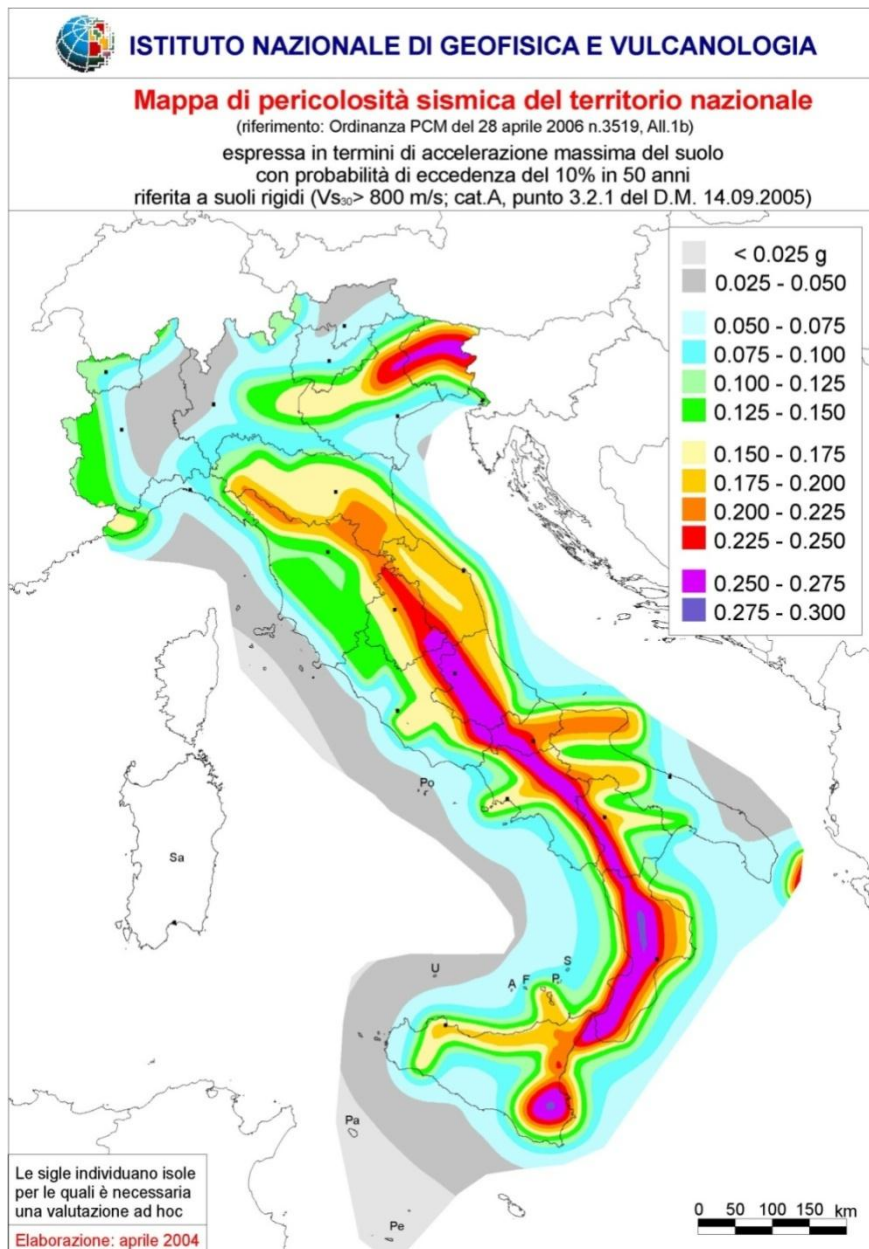 ISTITUTO NAZIONALE DI GEOFISICA E VULCANOLOGIA
Mappa di pericolosità sismica del territorio nazionale
(riferimento: Ordinanza PCM del 28 aprile 2006 n.3519, All.1b)
espressa in termini di accelerazione massima del suolo
con probabilità di eccedenza del 10% in 50 anni
riferita a suoli rigidi (Vs₃₀> 800 m/s; cat.A, punto 3.2.1 del D.M. 14.09.2005)
< 0.025 g
0.025 - 0.050
0.050 - 0.075
0.075 - 0.100
0.100 - 0.125
0.125 - 0.150
0.150 - 0.175
0.175 - 0.200
0.200 - 0.225
0.225 - 0.250
0.250 - 0.275
0.275 - 0.300
Po
Sa
U
A
F
P
S
Pa
Pe
Le sigle individuano isole
per le quali è necessaria
una valutazione ad hoc
Elaborazione: aprile 2004
0 50 100 150 km